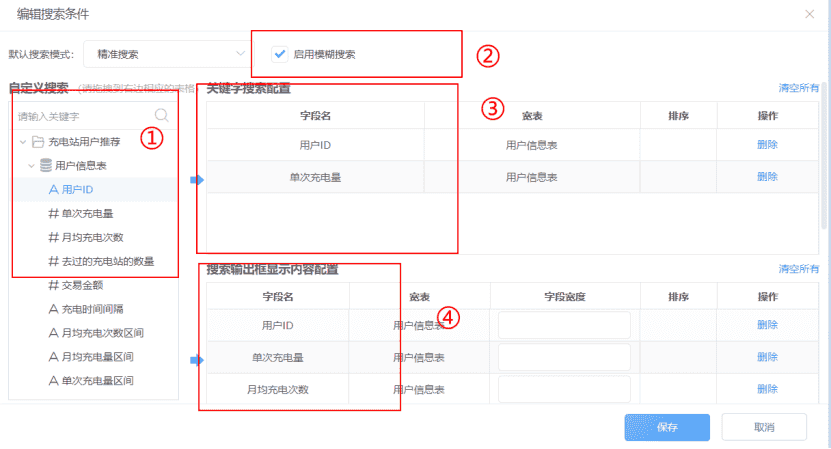 编辑搜索条件
默认搜索模式: 精准搜索 启用模糊搜索 ②
自定义搜索 (请拖拽到右边相应的表格) 关键字搜索配置 清空所有
请输入关键字 ① ③
字段名 宽表 排序 操作
充电站用户推荐
用户ID 用户信息表 删除
用户信息表
单次充电量 用户信息表 删除
A 用户ID
# 单次充电量
# 月均充电次数
# 去过的充电站的数量
搜索输出框显示内容配置 清空所有
# 交易金额
字段名 宽表 字段宽度 排序 操作
A 充电时间间隔
用户ID 用户信息表 ④ 删除
A 月均充电次数区间
A 月均充电量区间
单次充电量 用户信息表 删除
A 单次充电量区间
月均充电次数 用户信息表 删除
保存 取消